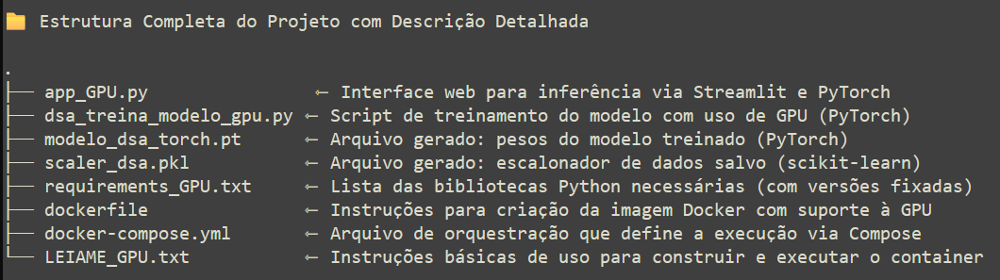 📁 Estrutura Completa do Projeto com Descrição Detalhada
.
├── app_GPU.py                ← Interface web para inferência via Streamlit e PyTorch
├── dsa_treina_modelo_gpu.py ← Script de treinamento do modelo com uso de GPU (PyTorch)
├── modelo_dsa_torch.pt      ← Arquivo gerado: pesos do modelo treinado (PyTorch)
├── scaler_dsa.pkl           ← Arquivo gerado: escalonador de dados salvo (scikit-learn)
├── requirements_GPU.txt     ← Lista das bibliotecas Python necessárias (com versões fixadas)
├── dockerfile               ← Instruções para criação da imagem Docker com suporte à GPU
├── docker-compose.yml       ← Arquivo de orquestração que define a execução via Compose
└── LEIAME_GPU.txt           ← Instruções básicas de uso para construir e executar o container